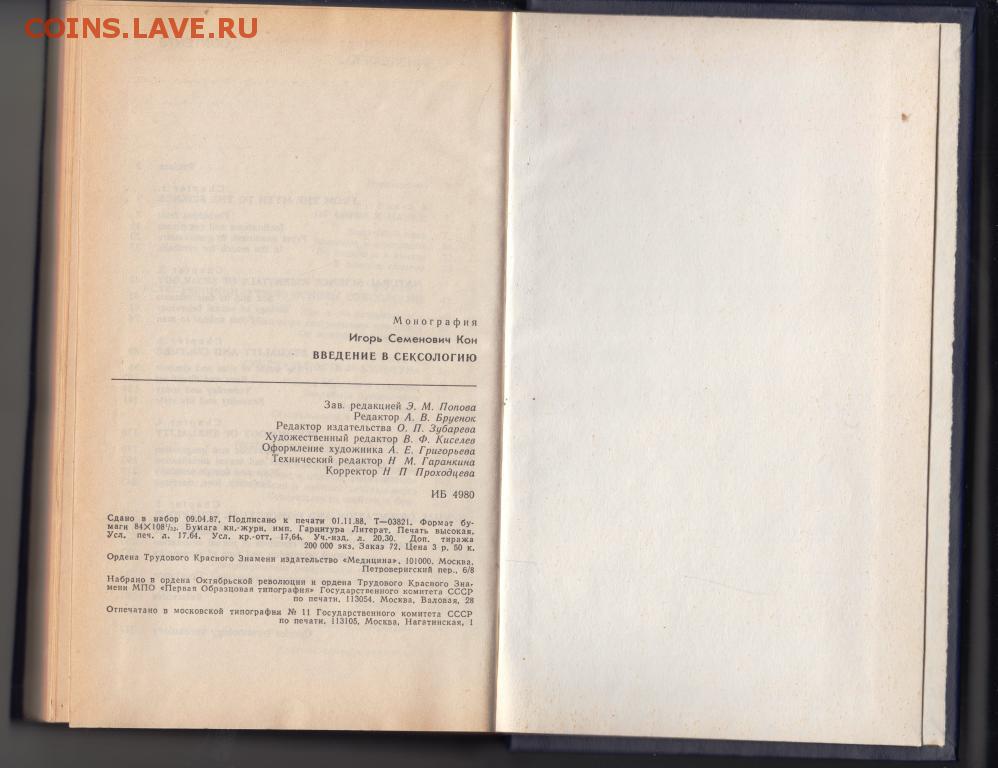 COINS.LAVE.RU
Монография
Игорь Семенович Кон
ВВЕДЕНИЕ В СЕКСОЛОГИЮ
Зав. редакцией Э. М. Попова
Редактор А. В. Бруенок
Редактор издательства О. П. Зубарева
Художественный редактор В. Ф. Киселев
Оформление художника А. Е. Григорьева
Технический редактор Н М. Гаранкина
Корректор Н П Проходцева
ИБ 4980
Сдано в набор 09.04.87. Подписано к печати 01.11.88. Т—03821. Формат бу-
маги 84×108¹/₃₂. Бумага кн.-журн. имп. Гарнитура Литерат. Печать высокая.
Усл. печ. л. 17,64. Усл. кр.-отт. 17,64. Уч.-изд. л. 20,30. Доп. тиража
200 000 экз. Заказ 72. Цена 3 р. 50 к.
Ордена Трудового Красного Знамени издательство «Медицина», 101000, Москва,
Петроверигский пер., 6/8
Набрано в ордена Октябрьской революции и ордена Трудового Красного Зна-
мени МПО «Первая Образцовая типография» Государственного комитета СССР
по печати. 113054, Москва, Валовая, 28
Отпечатано в московской типографии № 11 Государственного комитета СССР
по печати, 113105, Москва, Нагатинская, 1